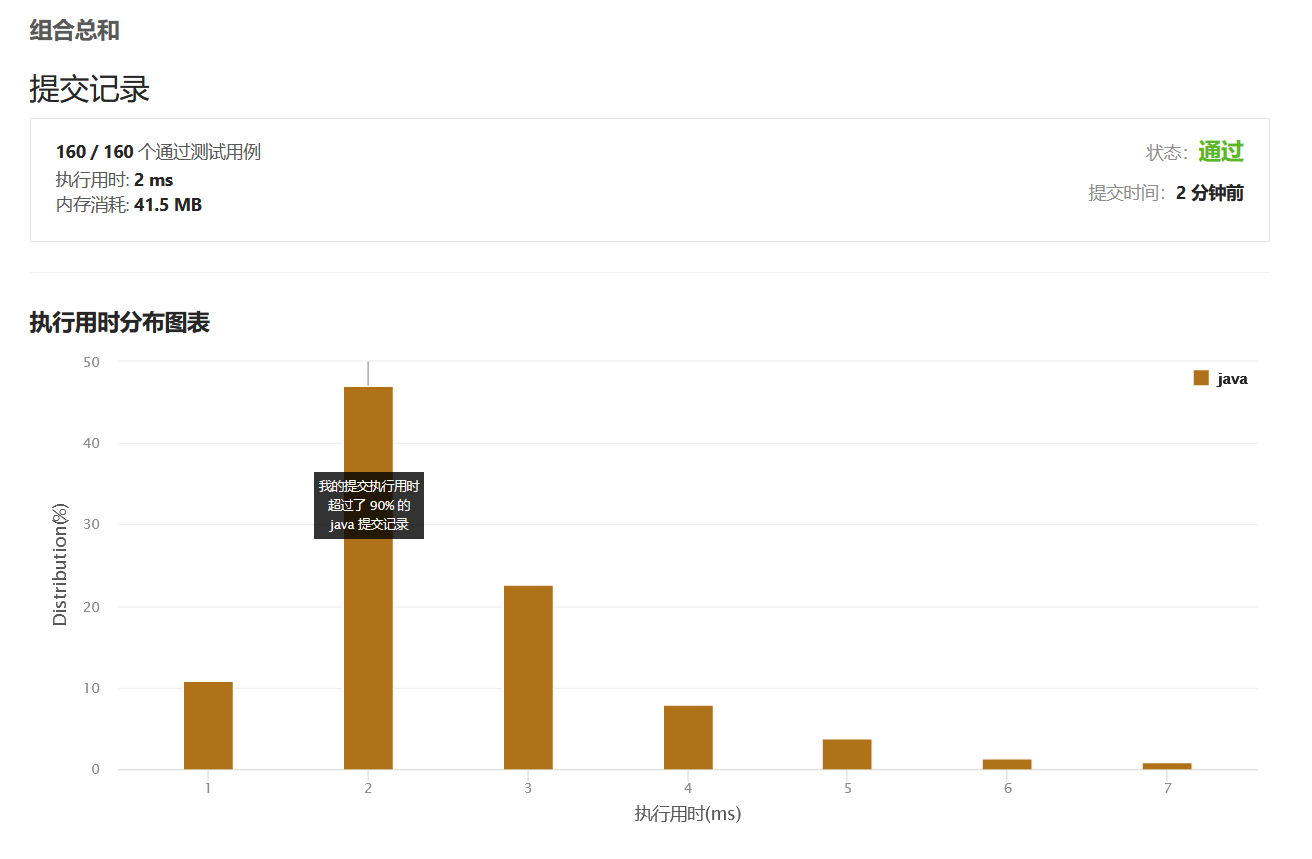 组合总和
提交记录
160 / 160 个通过测试用例
状态：通过
执行用时: 2 ms
提交时间：2 分钟前
内存消耗: 41.5 MB
执行用时分布图表
java
50
40
30
20
10
0
Distribution(%)
我的提交执行用时
超过了 90% 的
java 提交记录
1 2 3 4 5 6 7
执行用时(ms)